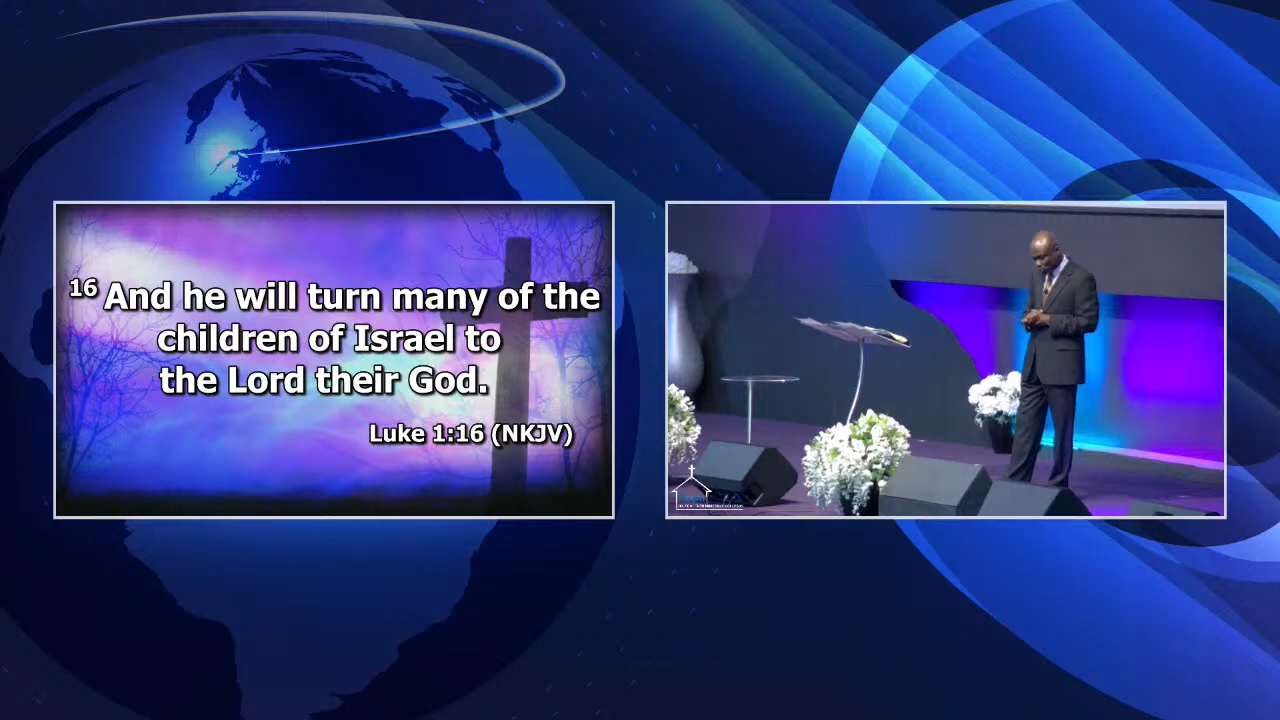 16 And he will turn many of the
children of Israel to
the Lord their God.
Luke 1:16 (NKJV)